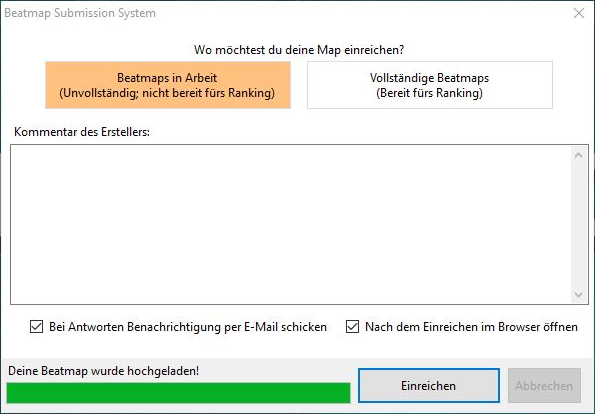 Beatmap Submission System
Wo möchtest du deine Map einreichen?
Beatmaps in Arbeit
(Unvollständig; nicht bereit fürs Ranking)
Vollständige Beatmaps
(Bereit fürs Ranking)
Kommentar des Erstellers:
Bei Antworten Benachrichtigung per E-Mail schicken
Nach dem Einreichen im Browser öffnen
Deine Beatmap wurde hochgeladen!
Einreichen
Abbrechen